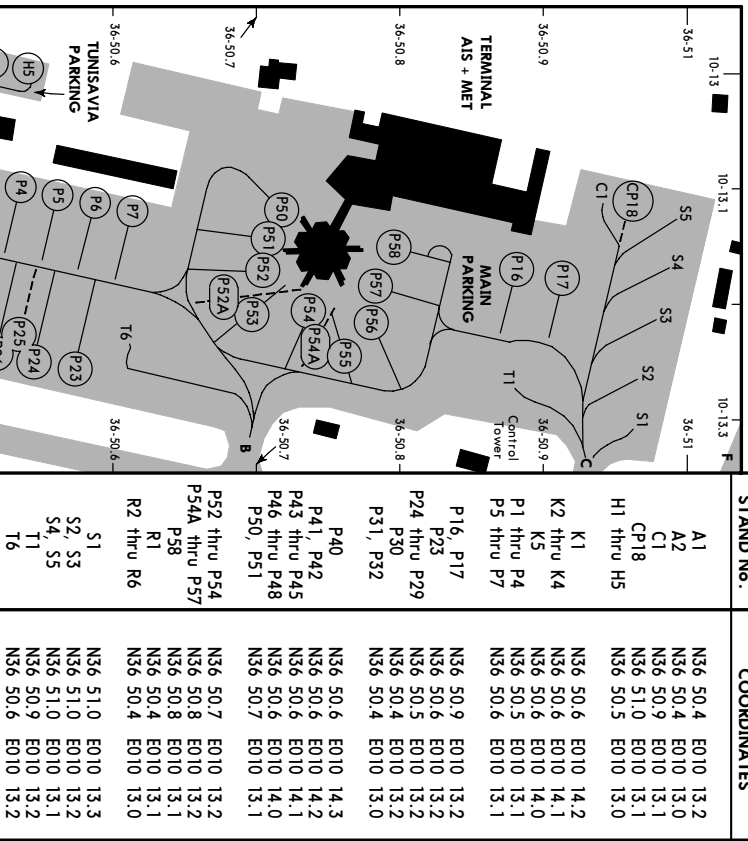 10-13
10-13.1
10-13.3
F
36-51
36-50.9
36-50.8
36-50.7
36-50.6
S5
S4
S3
S2
S1
CP18
C1
C
T1
Control
Tower
P17
P16
MAIN
PARKING
TERMINAL
AIS + MET
P58
P57
P56
P55
P54A
P54
P53
P52A
P52
P51
P50
B
T6
TUNISAVIA
PARKING
H5
P7
P6
P5
P4
P23
P24
P25
36-51
36-50.9
36-50.8
36-50.7
36-50.6
STAND No. COORDINATES
A1 N36 50.4 E010 13.2
A2 N36 50.4 E010 13.0
C1 N36 50.9 E010 13.1
CP18 N36 51.0 E010 13.1
H1 thru H5 N36 50.5 E010 13.0
K1 N36 50.6 E010 14.2
K2 thru K4 N36 50.6 E010 14.1
K5 N36 50.6 E010 14.0
P1 thru P4 N36 50.5 E010 13.1
P5 thru P7 N36 50.6 E010 13.1
P16, P17 N36 50.9 E010 13.2
P23 N36 50.6 E010 13.2
P24 thru P29 N36 50.5 E010 13.2
P30 N36 50.4 E010 13.2
P31, P32 N36 50.4 E010 13.0
P40 N36 50.6 E010 14.3
P41, P42 N36 50.6 E010 14.2
P43 thru P45 N36 50.6 E010 14.1
P46 thru P48 N36 50.6 E010 14.0
P50, P51 N36 50.7 E010 13.1
P52 thru P54 N36 50.7 E010 13.2
P54A thru P57 N36 50.8 E010 13.2
P58 N36 50.8 E010 13.1
R1 N36 50.4 E010 13.1
R2 thru R6 N36 50.4 E010 13.0
S1 N36 51.0 E010 13.3
S2, S3 N36 51.0 E010 13.2
S4, S5 N36 51.0 E010 13.1
T1 N36 50.9 E010 13.2
T6 N36 50.6 E010 13.2